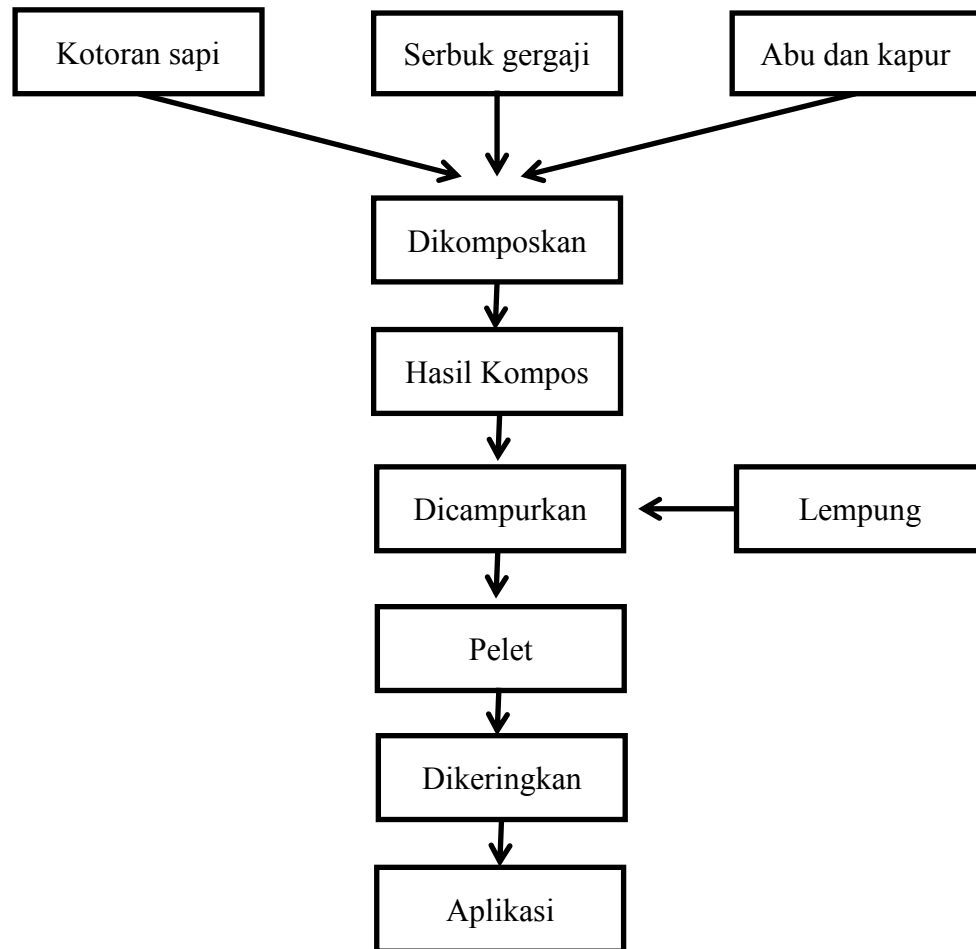 Kotoran sapi
Serbuk gergaji
Abu dan kapur
Dikomposkan
Hasil Kompos
Dicampurkan
Lempung
Pelet
Dikeringkan
Aplikasi